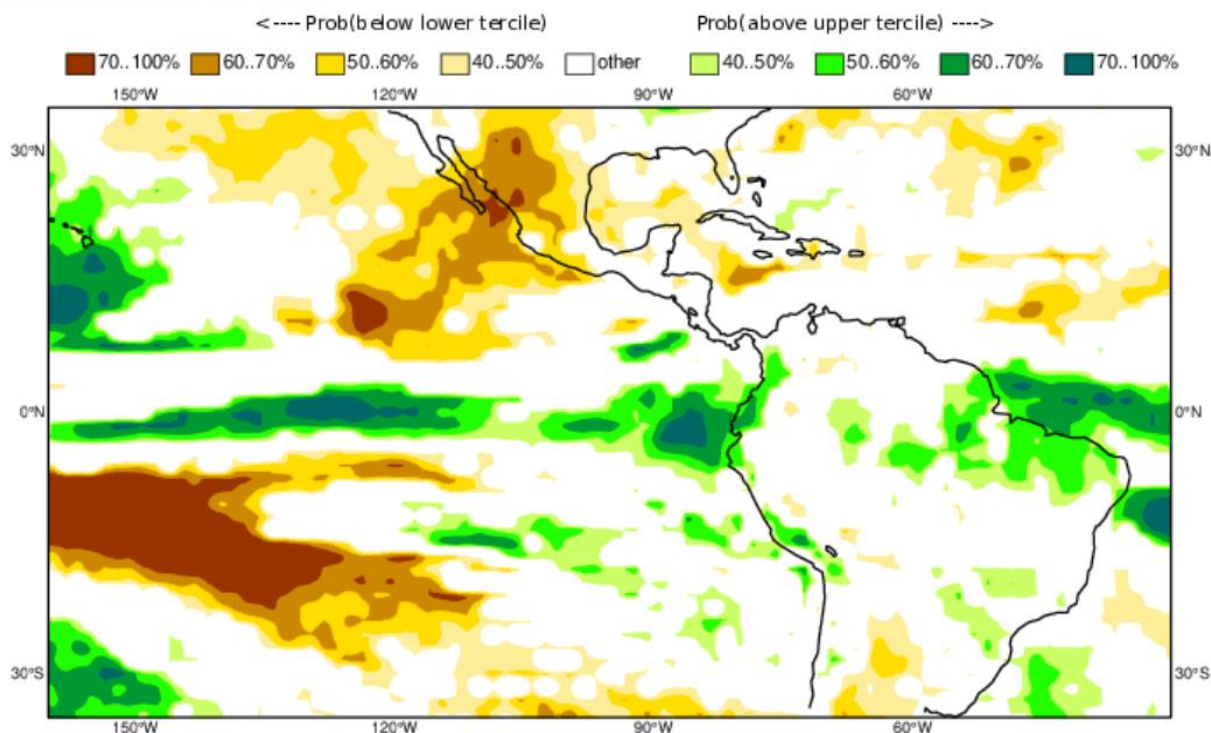 <---- Prob(below lower tercile) Prob(above upper tercile) ---->
70..100% 60..70% 50..60% 40..50% other 40..50% 50..60% 60..70% 70..100%
150°W 120°W 90°W 60°W
30°N 30°N
0°N 0°N
30°S 30°S
150°W 120°W 90°W 60°W